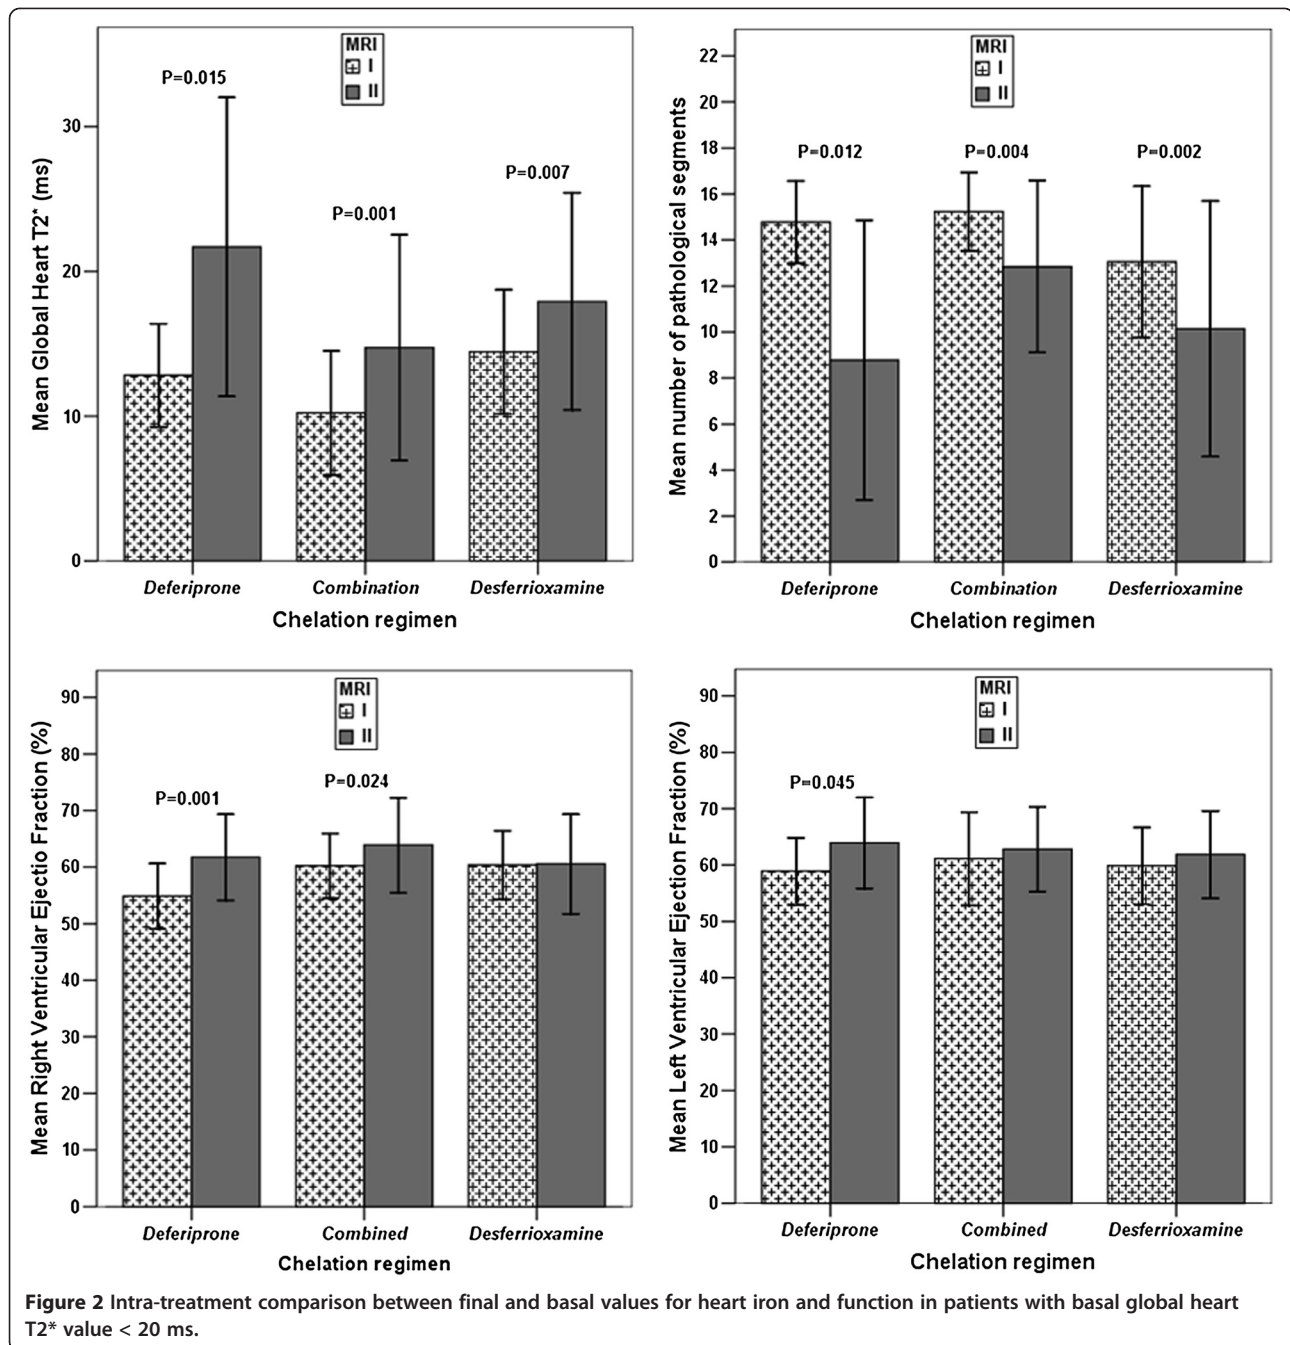 MRI
I
II
P=0.015
P=0.001
P=0.007
Mean Global Heart T2* (ms)
30
20
10
0
Deferiprone Combination Desferrioxamine
Chelation regimen
MRI
I
II
P=0.012
P=0.004
P=0.002
Mean number of pathological segments
22
20
18
16
14
12
10
8
6
4
2
0
Deferiprone Combination Desferrioxamine
Chelation regimen
MRI
I
II
P=0.001
P=0.024
Mean Right Ventricular Ejectio Fraction (%)
90
80
70
60
50
40
30
20
10
0
Deferiprone Combined Desferrioxamine
Chelation regimen
MRI
I
II
P=0.045
Mean Left Ventricular Ejection Fraction (%)
90
80
70
60
50
40
30
20
10
0
Deferiprone Combined Desferrioxamine
Chelation regimen
Figure 2 Intra-treatment comparison between final and basal values for heart iron and function in patients with basal global heart
T2* value < 20 ms.